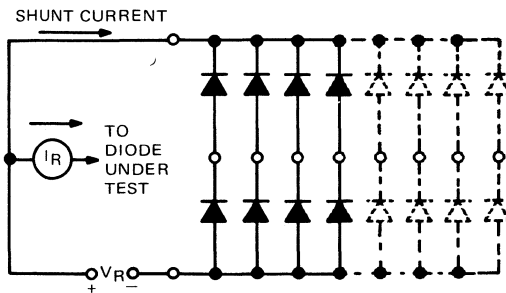 SHUNT CURRENT
TO
DIODE
UNDER
TEST
IR
VR
+ −